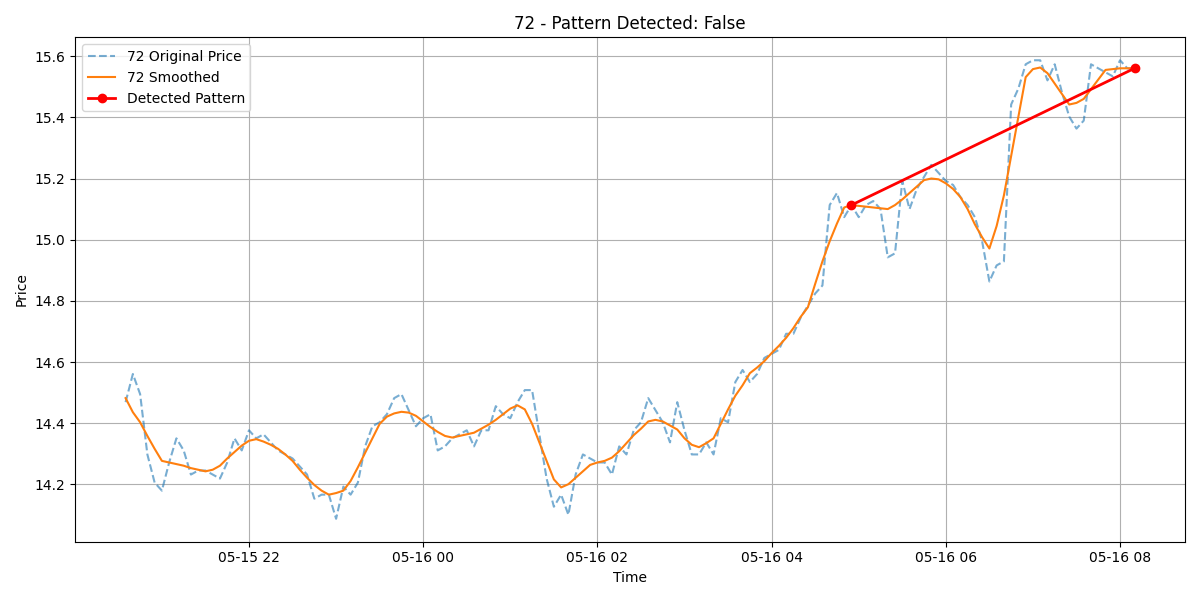 72 - Pattern Detected: False
72 Original Price
72 Smoothed
Detected Pattern
Price
15.6
15.4
15.2
15.0
14.8
14.6
14.4
14.2
05-15 22
05-16 00
05-16 02
05-16 04
05-16 06
05-16 08
Time